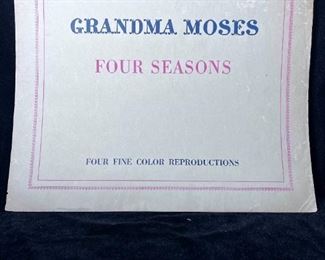 GRANDMA MOSES
FOUR SEASONS
FOUR FINE COLOR REPRODUCTIONS